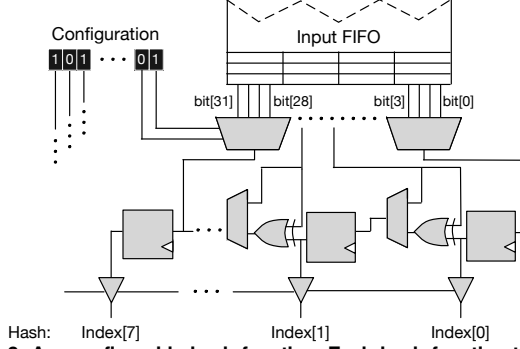 Configuration
Input FIFO
1 0 1 ··· 0 1
bit[31] bit[28] bit[3] bit[0]
Hash: Index[7] Index[1] Index[0]